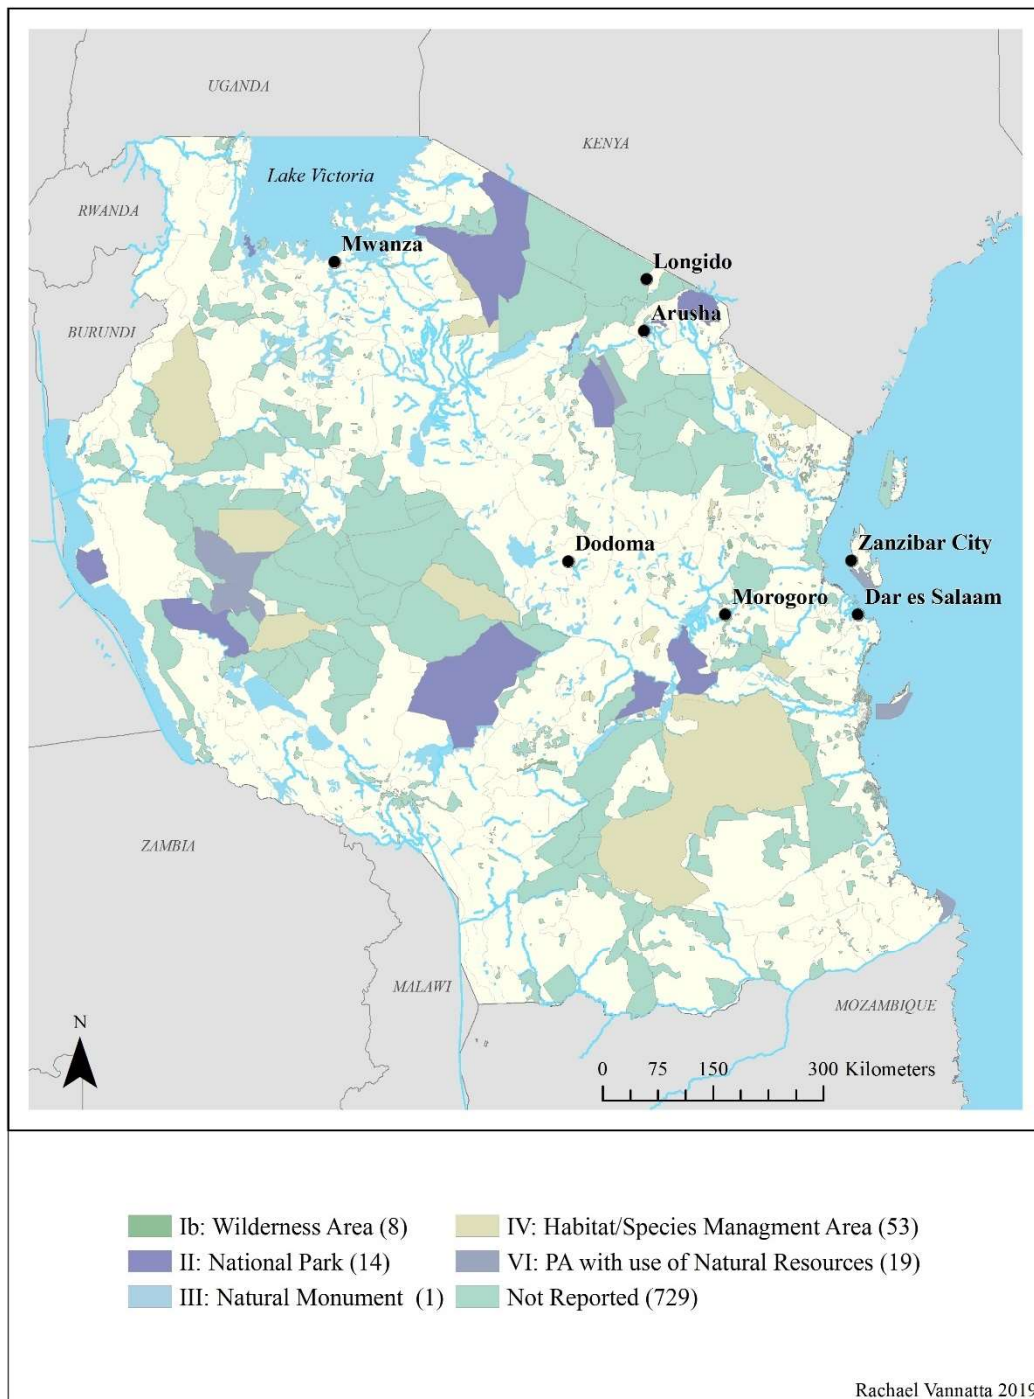 UGANDA
KENYA
Lake Victoria
RWANDA
Mwanza
Longido
BURUNDI
Arusha
Dodoma
Zanzibar City
Morogoro
Dar es Salaam
ZAMBIA
MALAWI
MOZAMBIQUE
N
0 75 150 300 Kilometers
Ib: Wilderness Area (8)
II: National Park (14)
III: Natural Monument (1)
IV: Habitat/Species Managment Area (53)
VI: PA with use of Natural Resources (19)
Not Reported (729)
Rachael Vannatta 2019